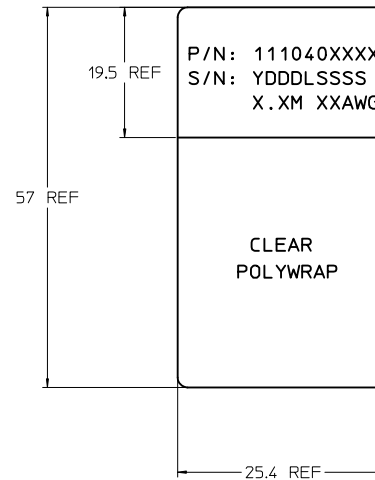 P/N: 111040XXXX
19.5 REF
S/N: YDDDLSSSS
X.XM XXAWG
57 REF
CLEAR
POLYWRAP
25.4 REF